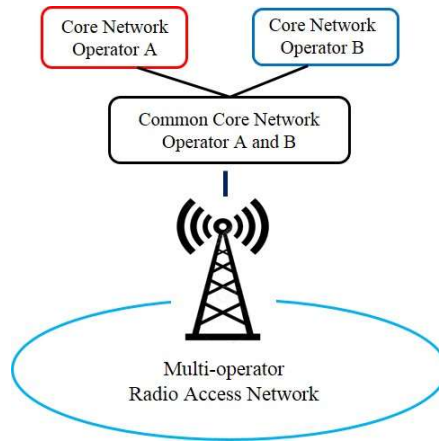 Core Network
Operator A
Core Network
Operator B
Common Core Network
Operator A and B
Multi-operator
Radio Access Network